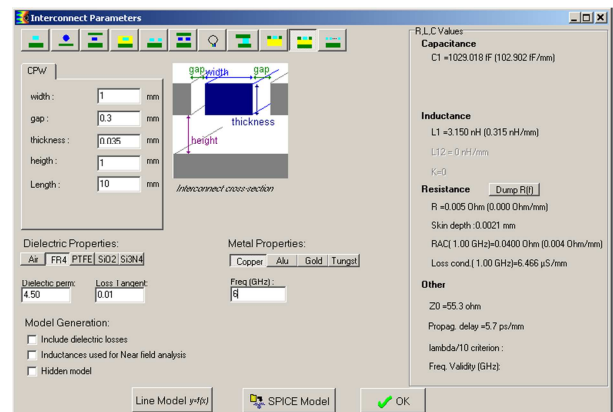 Interconnect Parameters
CPW
width :
1
mm
gap :
0.3
mm
thickness :
0.035
mm
heigth :
1
mm
Length :
10
mm
gap
width
gap
thickness
height
Interconnect cross-section
Dielectric Properties:
Air
FR4
PTFE
SiO2
Si3N4
Dielectic perm:
Loss Tangent:
4.50
0.01
Metal Properties:
Copper
Alu
Gold
Tungst
Freq (GHz) :
6
Model Generation:
Include dielectric losses
Inductances used for Near field analysis
Hidden model
Line Model y=f(x)
SPICE Model
OK
R,L,C Values
Capacitance
C1 =1029.018 fF (102.902 fF/mm)
Inductance
L1 =3.150 nH (0.315 nH/mm)
L12 = 0 nH/mm
K=0
Resistance
Dump R(f)
R =0.005 Ohm (0.000 Ohm/mm)
Skin depth :0.0021 mm
RAC( 1.00 GHz)=0.0400 Ohm (0.004 Ohm/mm)
Loss cond.( 1.00 GHz)=6.466 µS/mm
Other
Z0 =55.3 ohm
Propag. delay =5.7 ps/mm
lambda/10 criterion :
Freq. Validity (GHz):